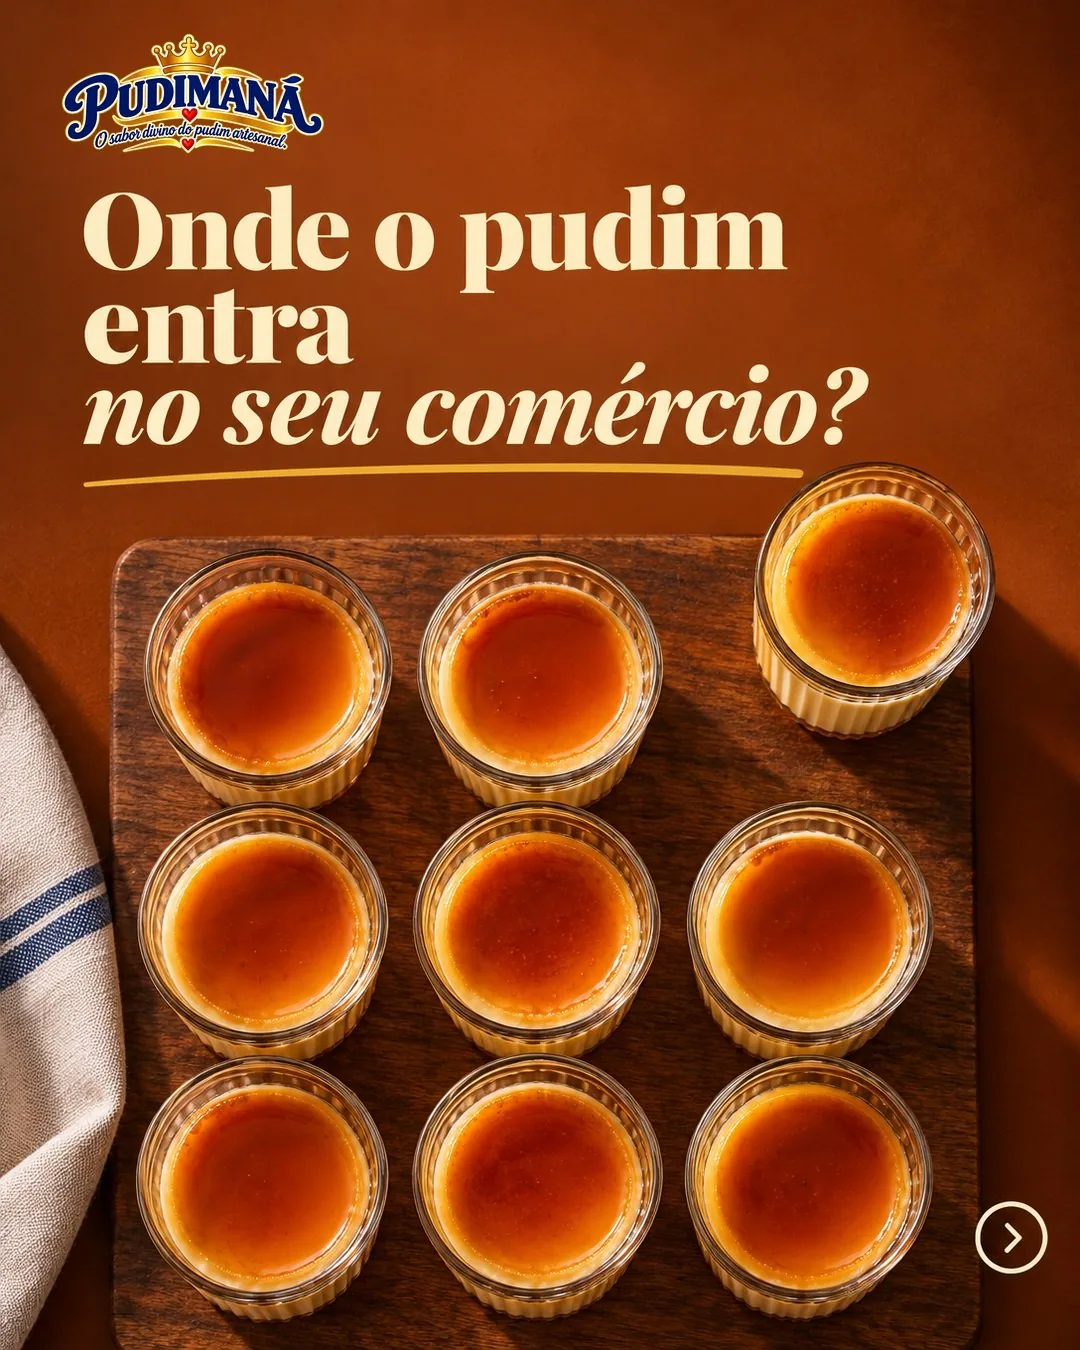 PUDIMANÁ
O sabor divino do pudim artesanal.
Onde o pudim
entra
no seu comércio?